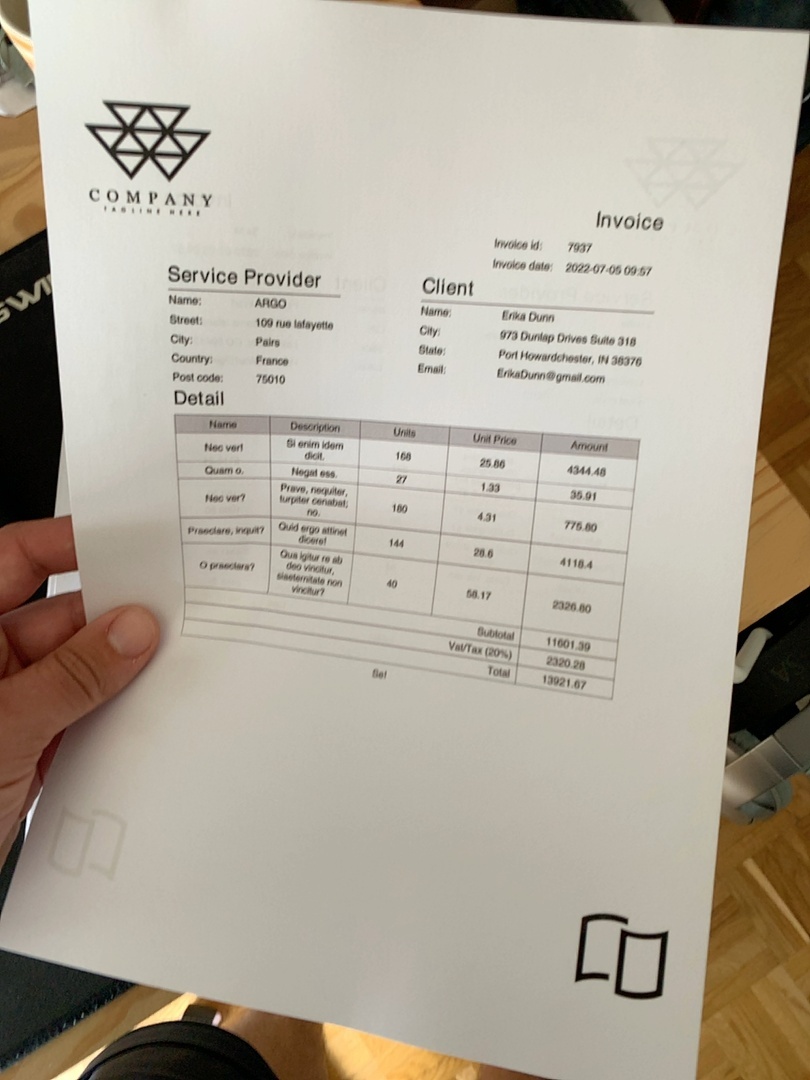 COMPANY
TAGLINE HERE
Invoice
Invoice id: 7937
Invoice date: 2022-07-05 09:57
Service Provider
Name: ARGO
Street: 109 rue lafayette
City: Pairs
Country: France
Post code: 75010
Client
Name: Erika Dunn
City: 973 Dunlap Drives Suite 318
State: Port Howardchester, IN 38376
Email: ErikaDunn@gmail.com
Detail
Name Description Units Unit Price Amount
Nec ver! Si enim idem dicit. 168 25.86 4344.48
Quam o. Negat ess. 27 1.33 35.91
Nec ver? Prave, nequiter, turpiter cenabat; no. 180 4.31 775.80
Praeclare, inquit? Quid ergo attinet dicere! 144 28.6 4118.4
O praeclara? Qua igitur re ab deo vincitur, si aeternitate non vincitur? 40 58.17 2326.80
Subtotal 11601.39
Vat/Tax (20%) 2320.28
Total 13921.67
SWI